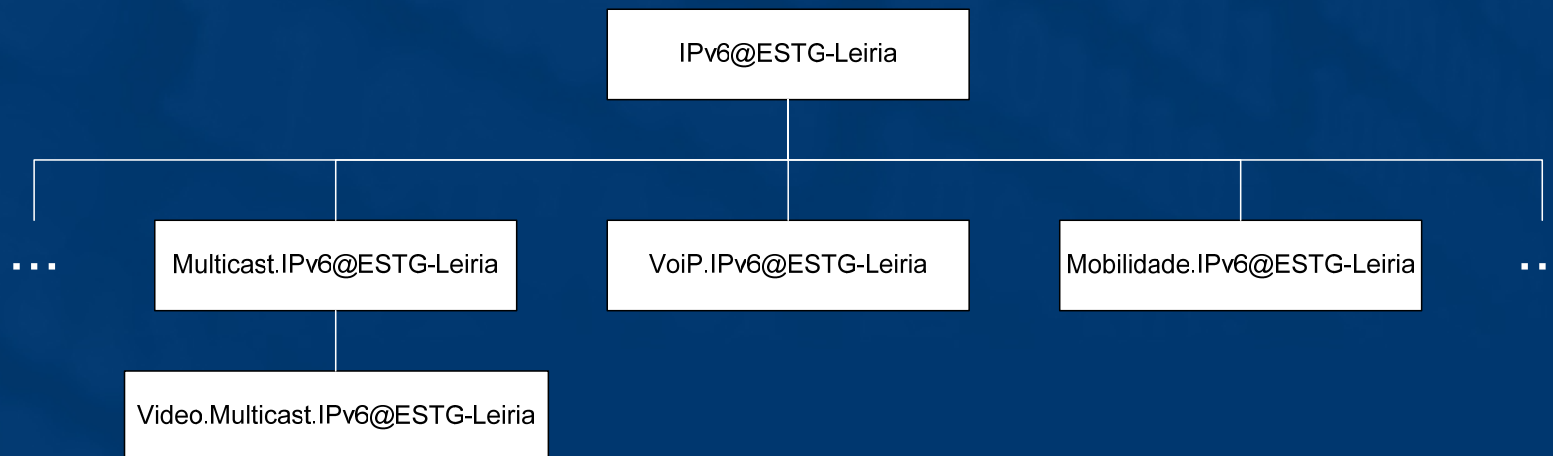 IPv6@ESTG-Leiria
... Multicast.IPv6@ESTG-Leiria VoiP.IPv6@ESTG-Leiria Mobilidade.IPv6@ESTG-Leiria ..
Video.Multicast.IPv6@ESTG-Leiria